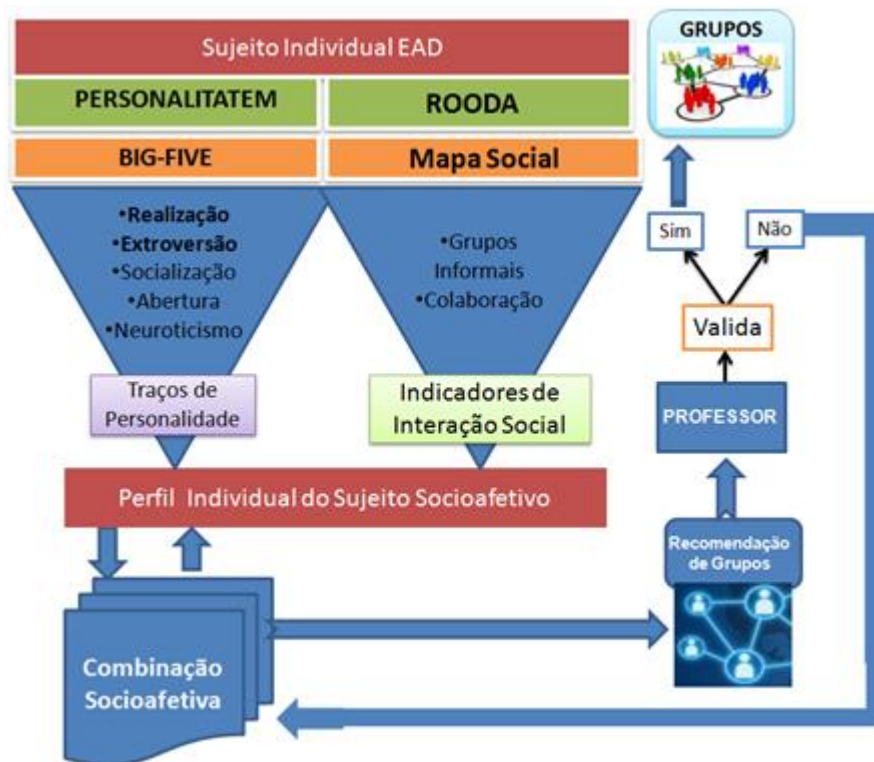 Sujeito Individual EAD
PERSONALITATEM
ROODA
BIG-FIVE
Mapa Social
•Realização
•Extroversão
•Socialização
•Abertura
•Neuroticismo
•Grupos
Informais
•Colaboração
Traços de
Personalidade
Indicadores de
Interação Social
Perfil Individual do Sujeito Socioafetivo
Combinação
Socioafetiva
GRUPOS
Sim
Não
Valida
PROFESSOR
Recomendação
de Grupos